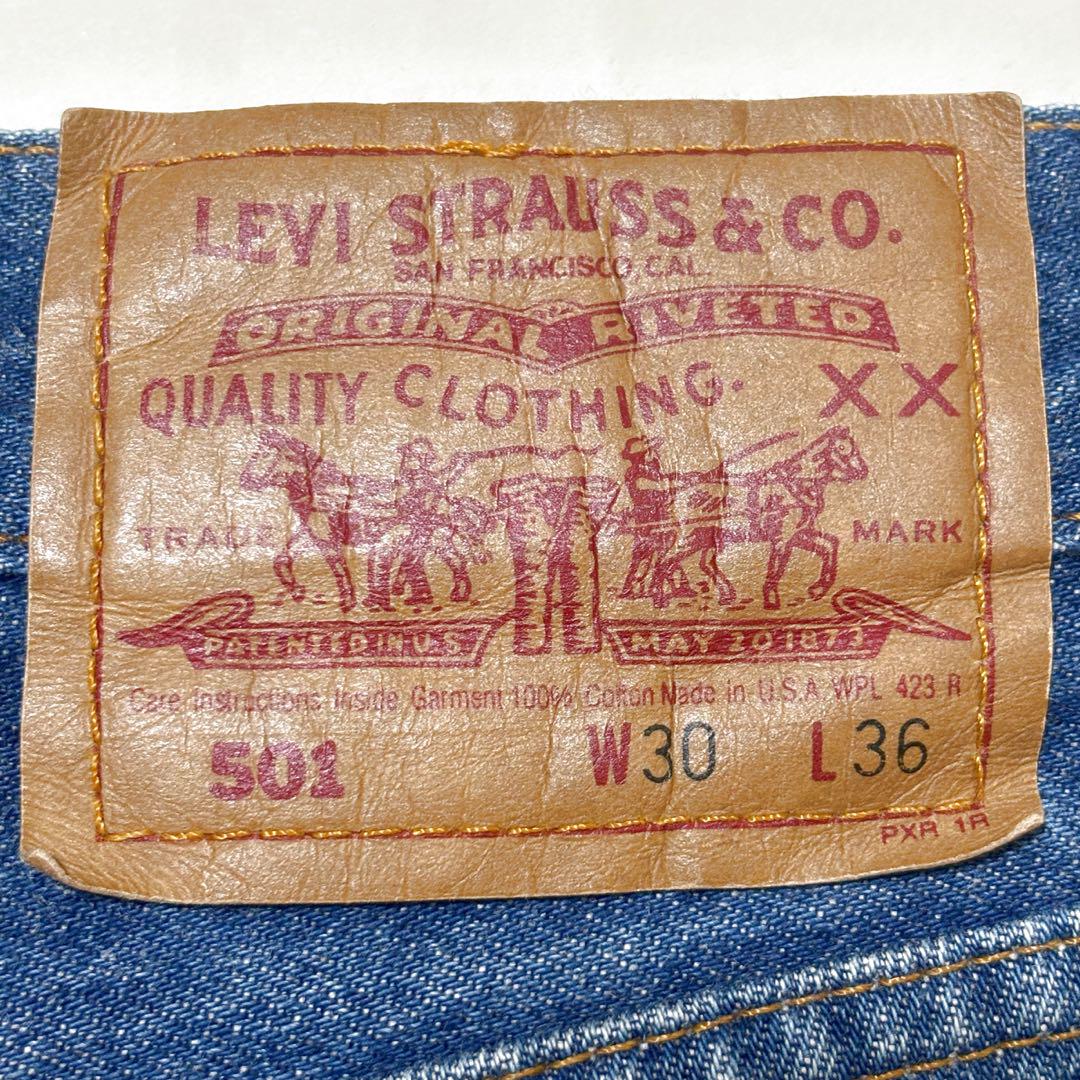 LEVI STRAUSS & CO.
SAN FRANCISCO CAL.
ORIGINAL RIVETED
QUALITY CLOTHING. XX
TRADE MARK
PATENTED IN U.S. MAY 20 1873
Care Instructions Inside Garment 100% Cotton Made in U.S.A WPL 423 R
501 W30 L36
PXR 1R